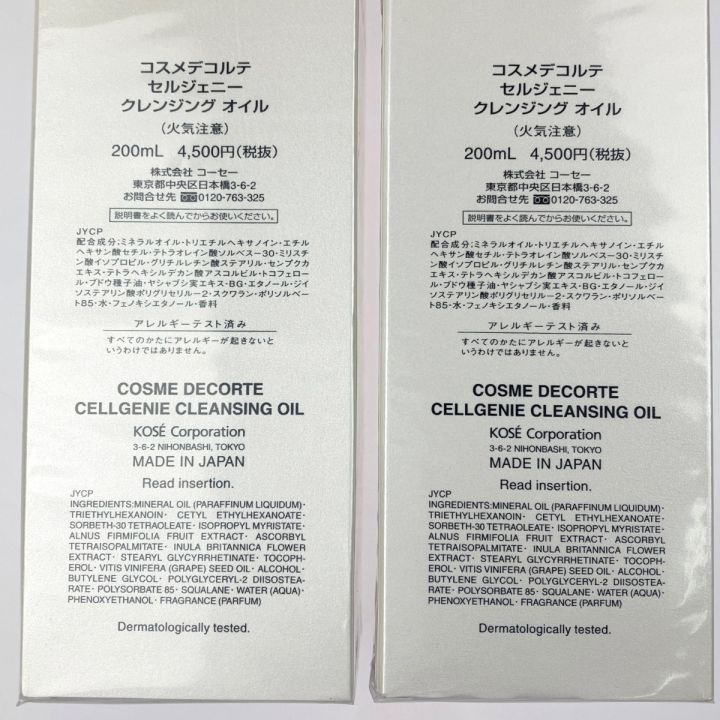 コスメデコルテ
セルジェニー
クレンジング オイル
(火気注意)
200mL 4,500円(税抜)
株式会社 コーセー
東京都中央区日本橋3-6-2
お問合せ先 0120-763-325
説明書をよく読んでからお使いください。
JYCP
配合成分;ミネラルオイル・トリエチルヘキサノイン・エチル
ヘキサン酸セチル・テトラオレイン酸ソルベス-30・ミリスチ
ン酸イソプロピル・グリチルレチン酸ステアリル・センプクカ
エキス・テトラヘキシルデカン酸アスコルビル・トコフェロ
ール・ブドウ種子油・ヤシャブシ実エキス・BG・エタノール・ジイ
ソステアリン酸ポリグリセリル-2・スクワラン・ポリソルベー
ト85・水・フェノキシエタノール・香料
アレルギーテスト済み
すべてのかたにアレルギーが起きないと
いうわけではありません。
COSME DECORTE
CELLGENIE CLEANSING OIL
KOSÉ Corporation
3-6-2 NIHONBASHI, TOKYO
MADE IN JAPAN
Read insertion.
JYCP
INGREDIENTS:MINERAL OIL (PARAFFINUM LIQUIDUM)・
TRIETHYLHEXANOIN・ CETYL ETHYLHEXANOATE・
SORBETH-30 TETRAOLEATE・ISOPROPYL MYRISTATE・
ALNUS FIRMIFOLIA FRUIT EXTRACT・ ASCORBYL
TETRAISOPALMITATE・ INULA BRITANNICA FLOWER
EXTRACT・ STEARYL GLYCYRRHETINATE・ TOCOPH-
EROL・VITIS VINIFERA (GRAPE) SEED OIL・ALCOHOL・
BUTYLENE GLYCOL・ POLYGLYCERYL-2 DIISOSTEA-
RATE・POLYSORBATE 85・SQUALANE・WATER (AQUA)・
PHENOXYETHANOL・FRAGRANCE (PARFUM)
Dermatologically tested.
コスメデコルテ
セルジェニー
クレンジング オイル
(火気注意)
200mL 4,500円(税抜)
株式会社 コーセー
東京都中央区日本橋3-6-2
お問合せ先 0120-763-325
説明書をよく読んでからお使いください。
JYCP
配合成分;ミネラルオイル・トリエチルヘキサノイン・エチル
ヘキサン酸セチル・テトラオレイン酸ソルベス-30・ミリスチ
ン酸イソプロピル・グリチルレチン酸ステアリル・センプクカ
エキス・テトラヘキシルデカン酸アスコルビル・トコフェロー
ル・ブドウ種子油・ヤシャブシ実エキス・BG・エタノール・ジイ
ソステアリン酸ポリグリセリル-2・スクワラン・ポリソルベー
ト85・水・フェノキシエタノール・香料
アレルギーテスト済み
すべてのかたにアレルギーが起きないと
いうわけではありません。
COSME DECORTE
CELLGENIE CLEANSING OIL
KOSÉ Corporation
3-6-2 NIHONBASHI, TOKYO
MADE IN JAPAN
Read insertion.
JYCP
INGREDIENTS:MINERAL OIL (PARAFFINUM LIQUIDUM)・
TRIETHYLHEXANOIN・ CETYL ETHYLHEXANOATE・
SORBETH-30 TETRAOLEATE・ISOPROPYL MYRISTATE・
ALNUS FIRMIFOLIA FRUIT EXTRACT・ ASCORBYL
TETRAISOPALMITATE・ INULA BRITANNICA FLOWER
EXTRACT・ STEARYL GLYCYRRHETINATE・ TOCOPH-
EROL・VITIS VINIFERA (GRAPE) SEED OIL・ALCOHOL・
BUTYLENE GLYCOL・ POLYGLYCERYL-2 DIISOSTEA-
RATE・POLYSORBATE 85・SQUALANE・WATER (AQUA)・
PHENOXYETHANOL・FRAGRANCE (PARFUM)
Dermatologically tested.